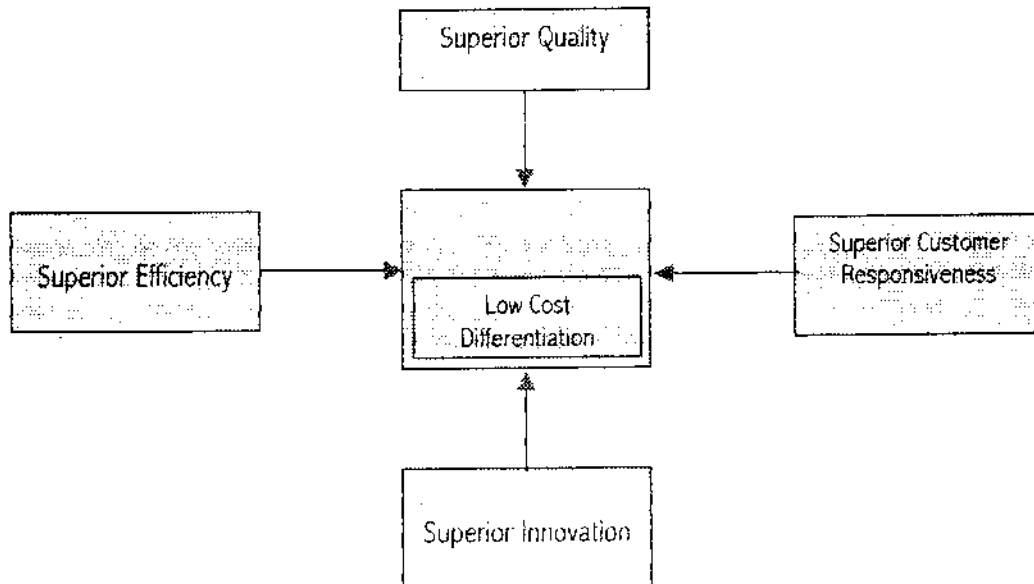 Superior Quality
Superior Efficiency
Superior Customer
Responsiveness
Low Cost
Differentiation
Superior Innovation